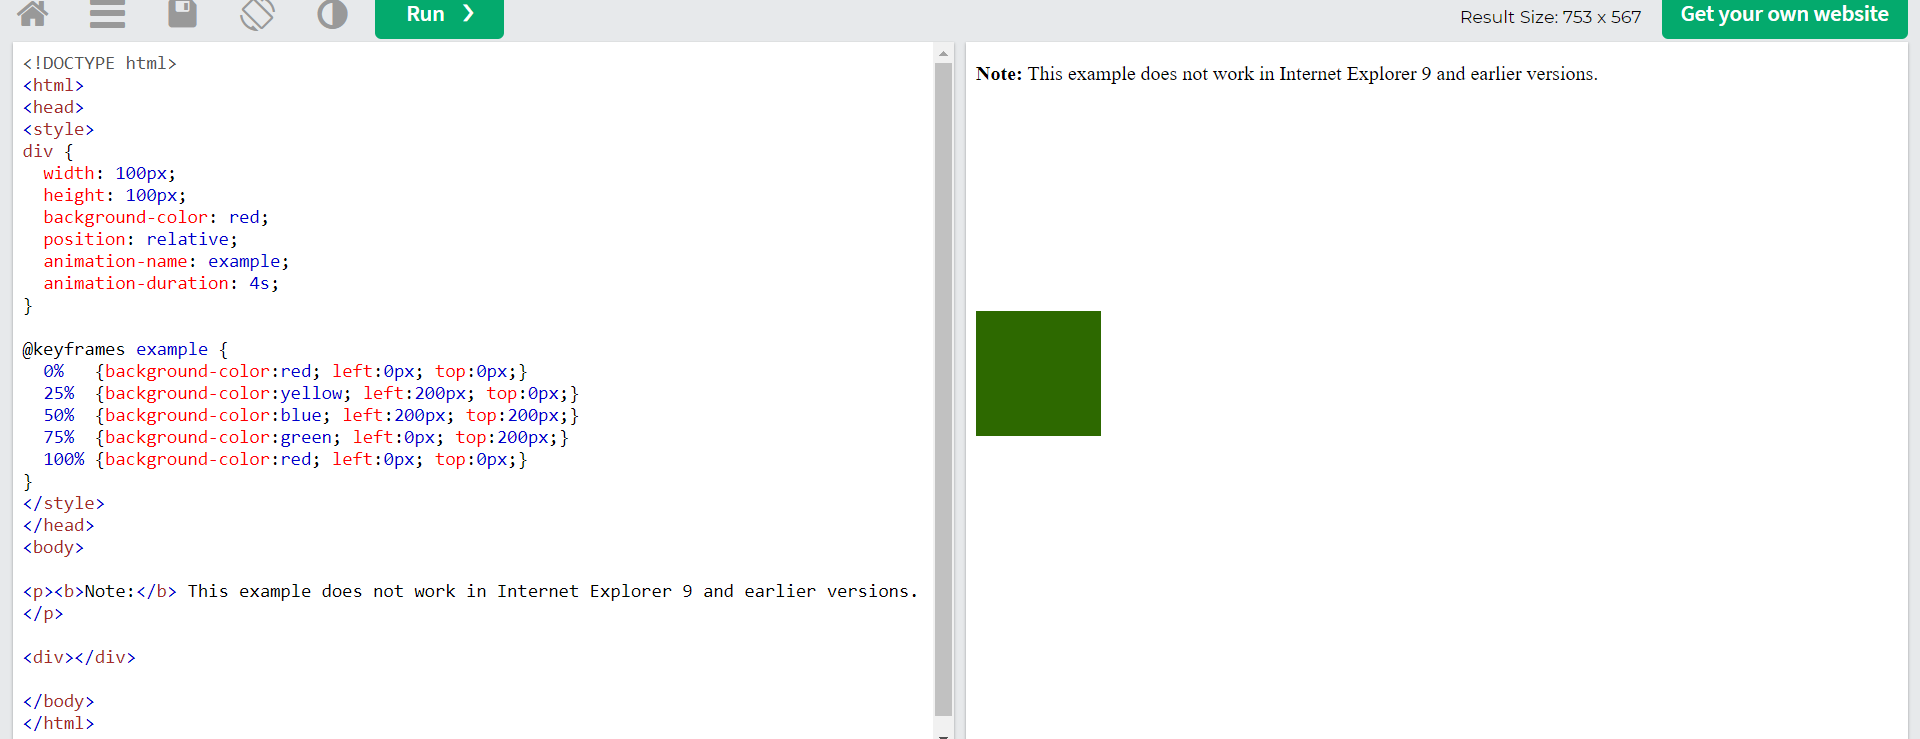 Run ❯
Result Size: 753 x 567
Get your own website
<!DOCTYPE html>
<html>
<head>
<style>
div {
  width: 100px;
  height: 100px;
  background-color: red;
  position: relative;
  animation-name: example;
  animation-duration: 4s;
}

@keyframes example {
  0%   {background-color:red; left:0px; top:0px;}
  25%  {background-color:yellow; left:200px; top:0px;}
  50%  {background-color:blue; left:200px; top:200px;}
  75%  {background-color:green; left:0px; top:200px;}
  100% {background-color:red; left:0px; top:0px;}
}
</style>
</head>
<body>

<p><b>Note:</b> This example does not work in Internet Explorer 9 and earlier versions.
</p>

<div></div>

</body>
</html>
Note: This example does not work in Internet Explorer 9 and earlier versions.